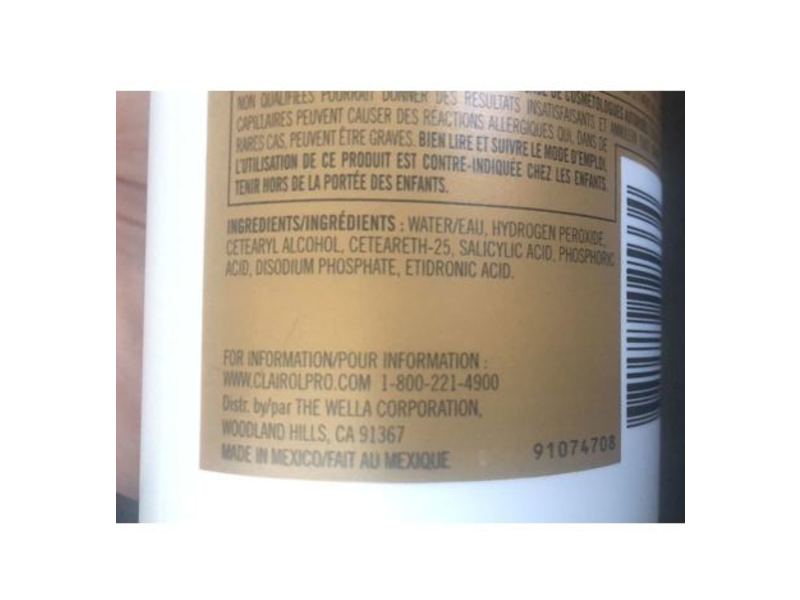 NON QUALIFIÉES POURRAIT DONNER DES RÉSULTATS INSATISFAISANTS ET
CAPILLAIRES PEUVENT CAUSER DES RÉACTIONS ALLERGIQUES QUI, DANS DE
RARES CAS, PEUVENT ÊTRE GRAVES. BIEN LIRE ET SUIVRE LE MODE D'EMPLOI.
L'UTILISATION DE CE PRODUIT EST CONTRE-INDIQUÉE CHEZ LES ENFANTS.
TENIR HORS DE LA PORTÉE DES ENFANTS.
INGREDIENTS/INGRÉDIENTS : WATER/EAU, HYDROGEN PEROXIDE,
CETEARYL ALCOHOL, CETEARETH-25, SALICYLIC ACID, PHOSPHORIC
ACID, DISODIUM PHOSPHATE, ETIDRONIC ACID.
FOR INFORMATION/POUR INFORMATION :
WWW.CLAIROLPRO.COM 1-800-221-4900
Distr. by/par THE WELLA CORPORATION,
WOODLAND HILLS, CA 91367
MADE IN MEXICO/FAIT AU MEXIQUE
91074708